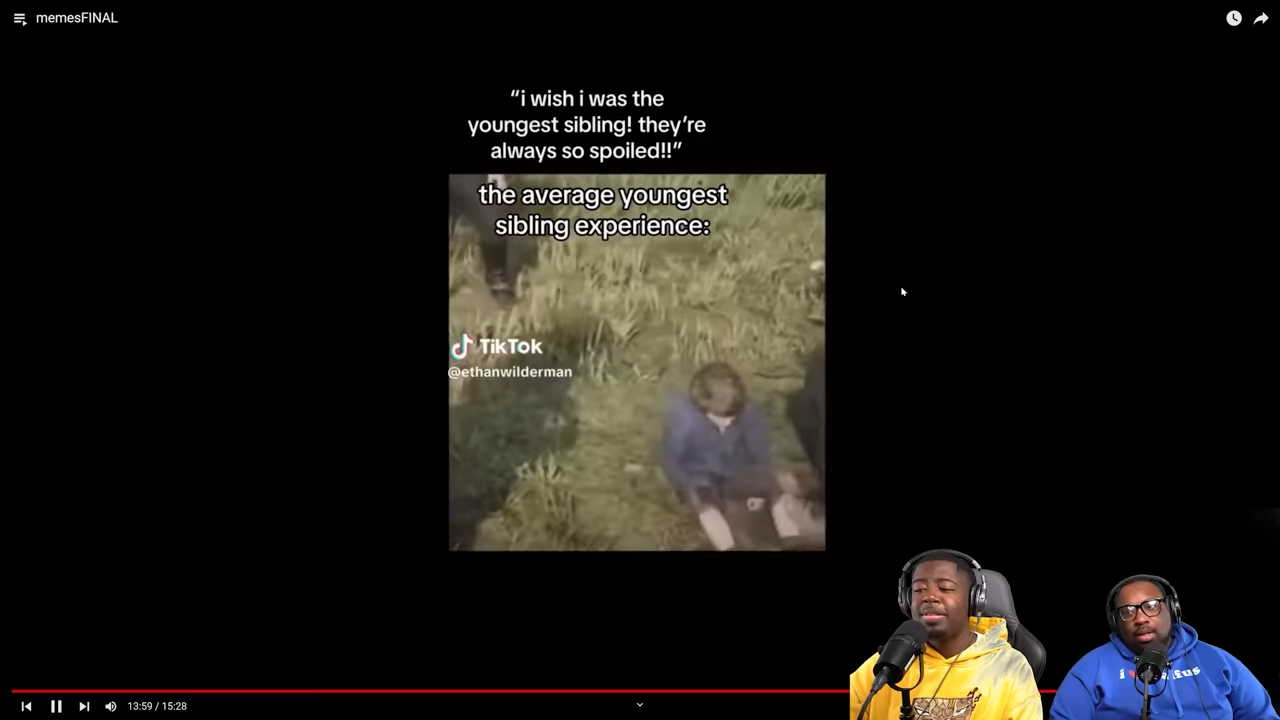 memesFINAL
“i wish i was the
youngest sibling! they’re
always so spoiled!!”
the average youngest
sibling experience:
TikTok
@ethanwilderman
13:59 / 15:28